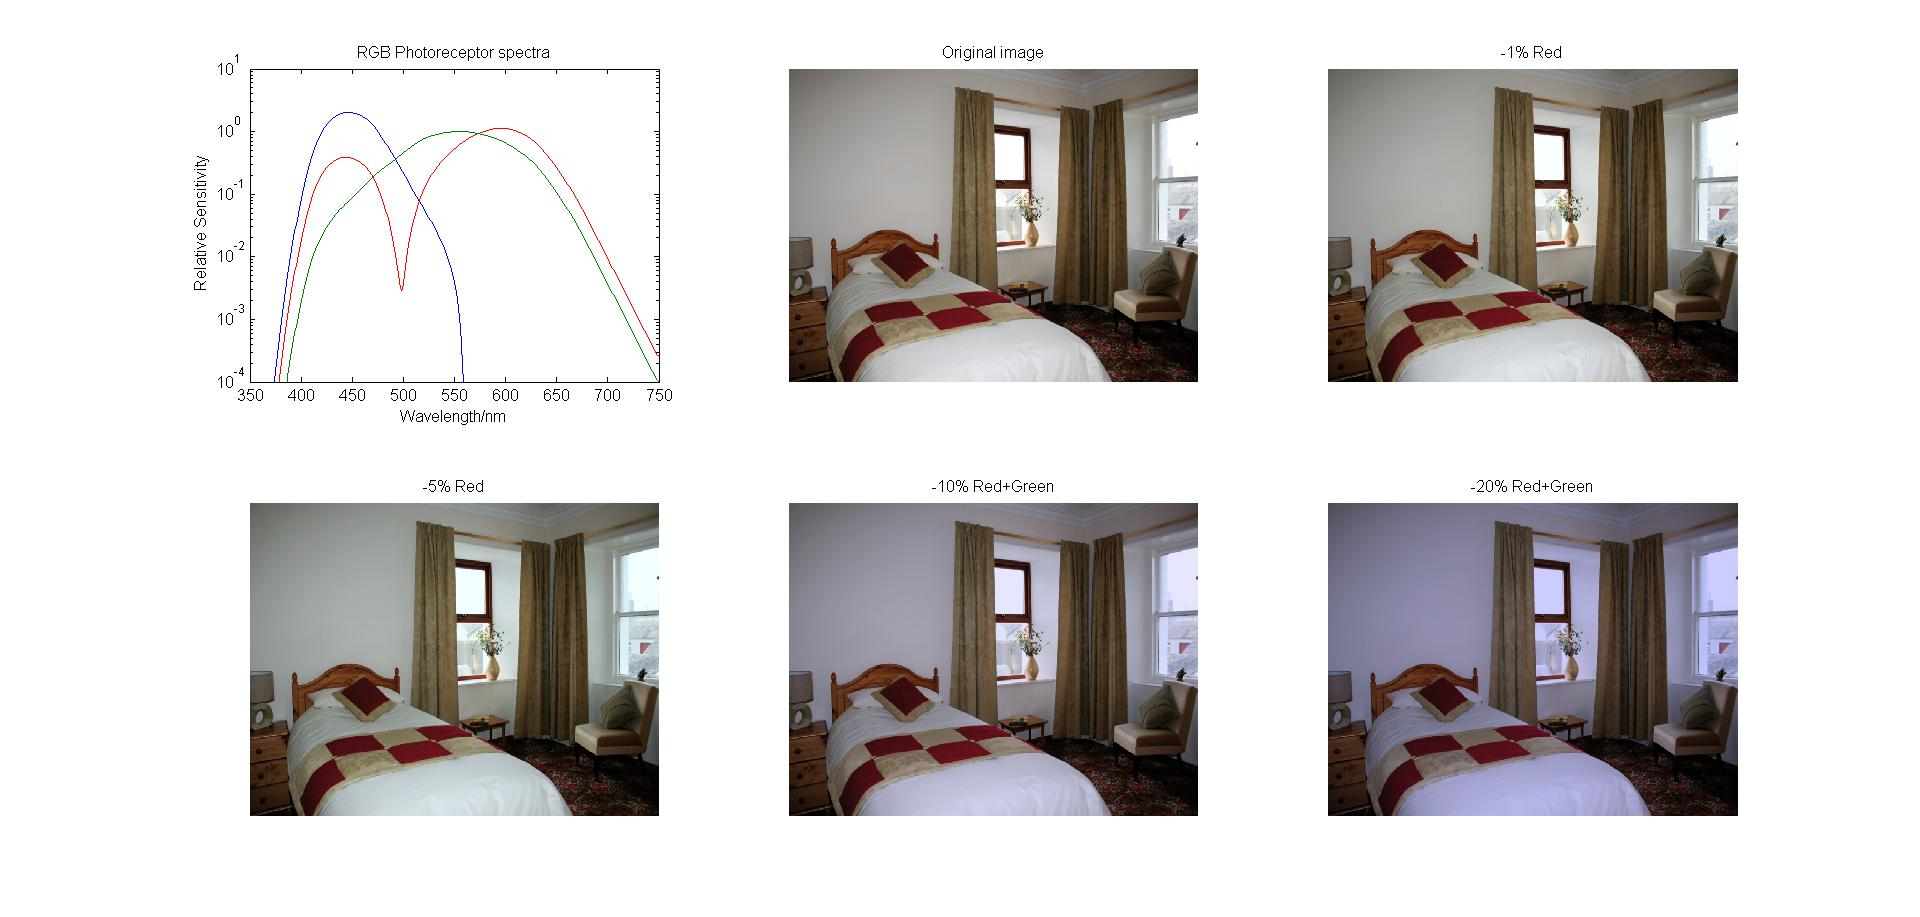 RGB Photoreceptor spectra
Original image
-1% Red
10^1
10^0
10^-1
10^-2
10^-3
10^-4
Relative Sensitivity
350 400 450 500 550 600 650 700 750
Wavelength/nm
-5% Red
-10% Red+Green
-20% Red+Green